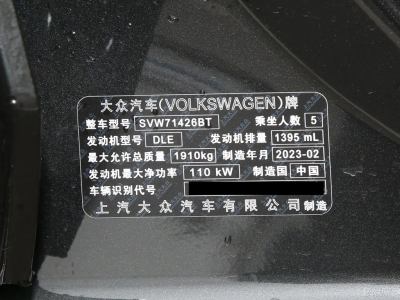 大众汽车(VOLKSWAGEN)牌
整车型号 SVW71426BT 乘坐人数 5
发动机型号 DLE 发动机排量 1395 mL
最大允许总质量 1910kg 制造年月 2023-02
发动机最大净功率 110 kW 制造国 中国
车辆识别代号
上汽大众汽车有限公司 制造